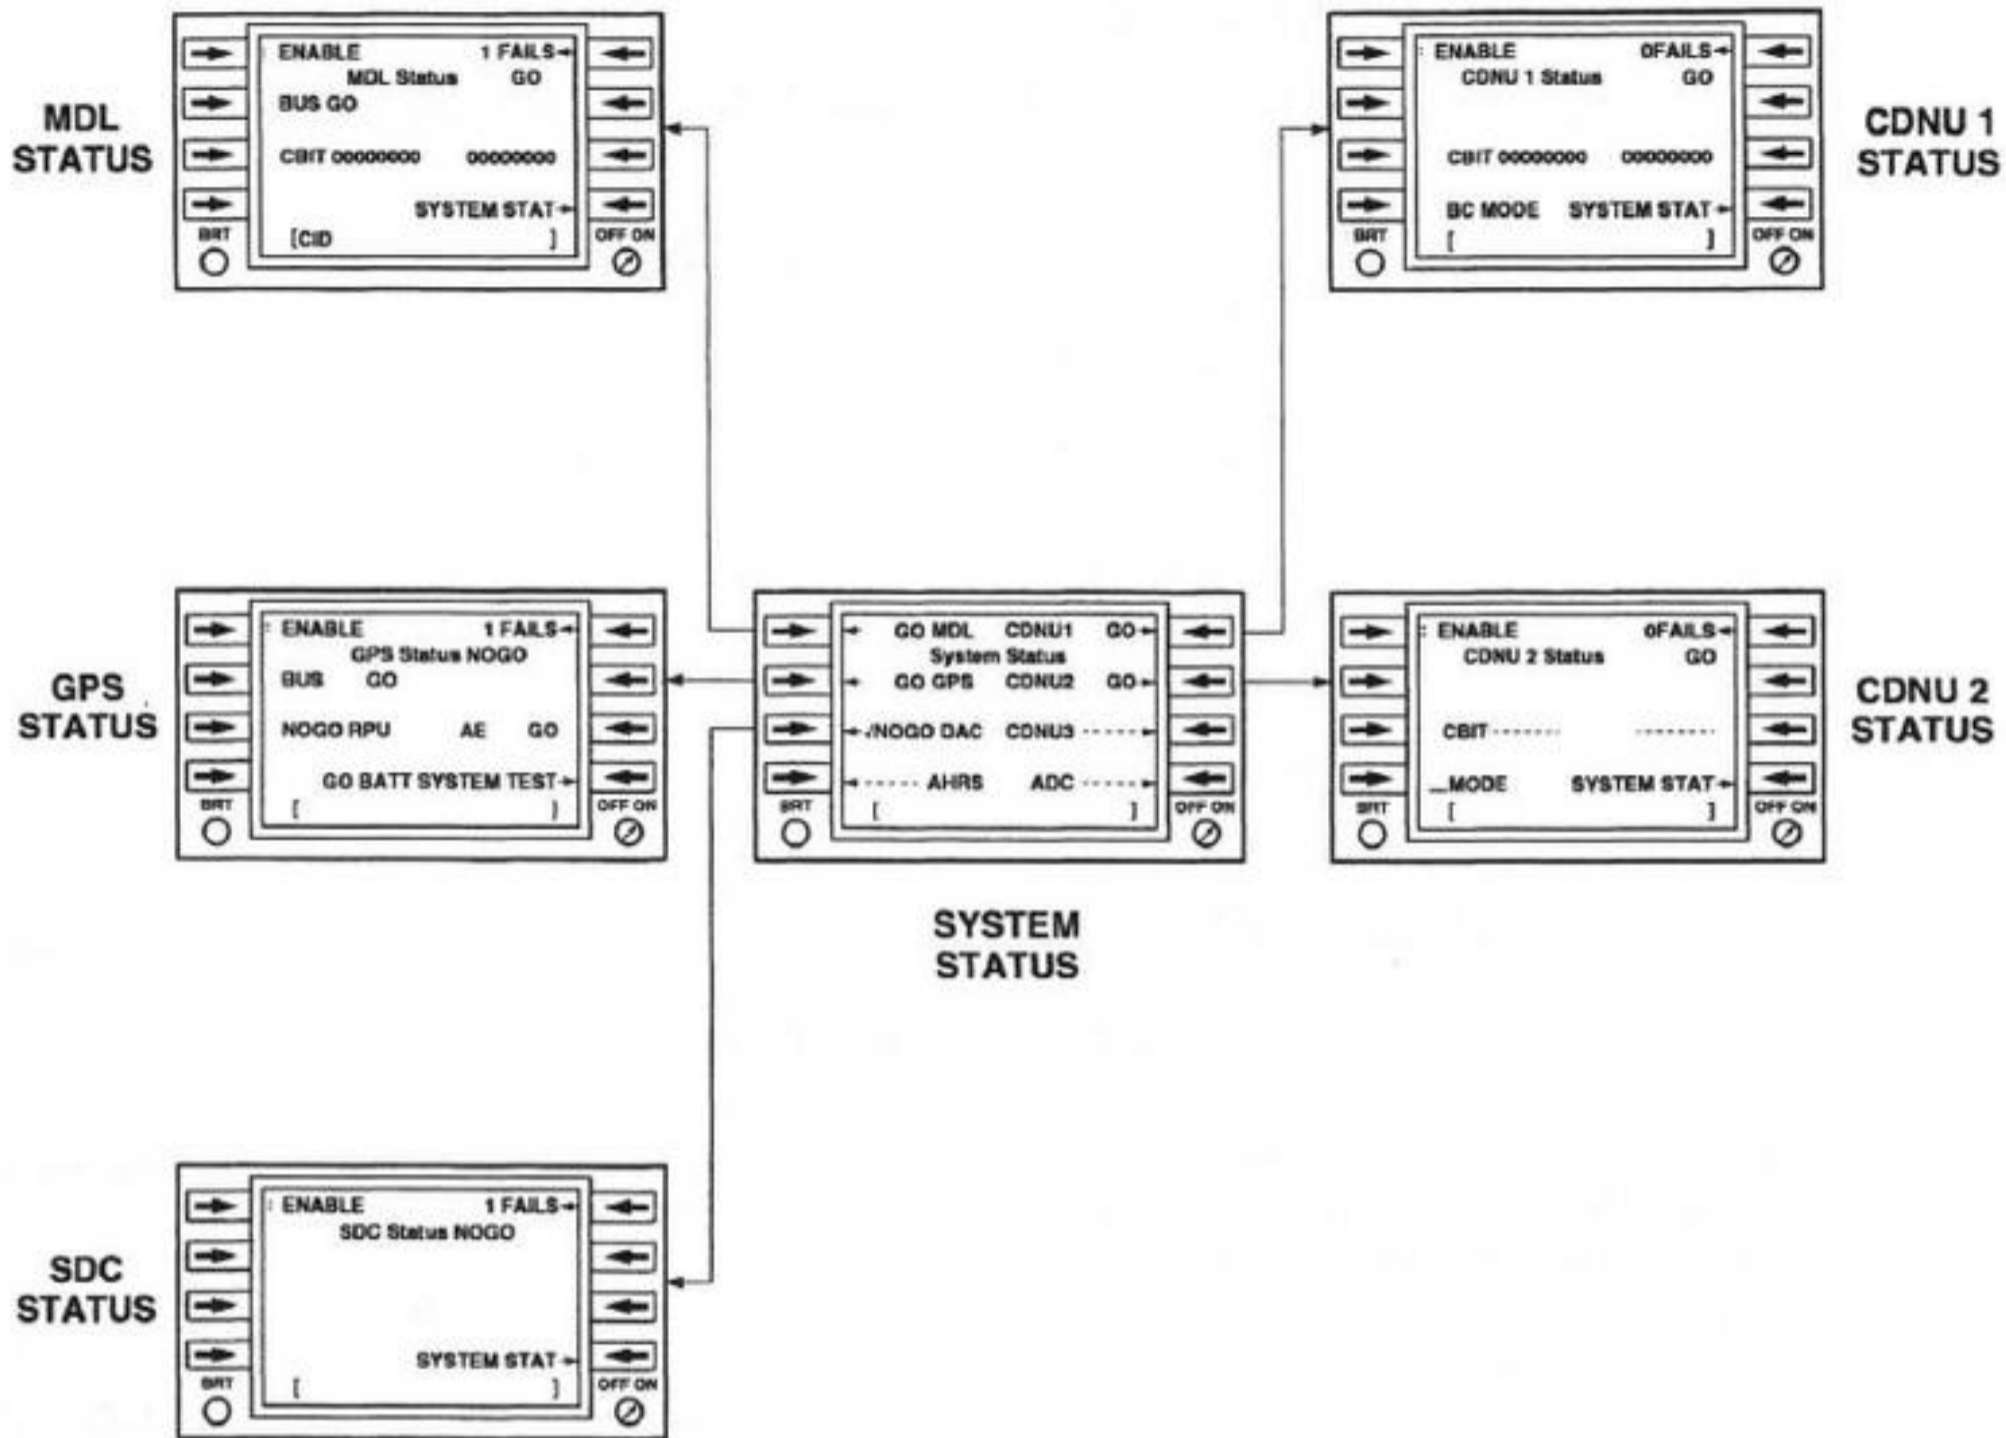 MDL
STATUS
: ENABLE 1 FAILS
MDL Status GO
BUS GO
CBIT 00000000 00000000
SYSTEM STAT
[CID ]
BRT
OFF ON
: ENABLE 0FAILS
CDNU 1 Status GO
CBIT 00000000 00000000
BC MODE SYSTEM STAT
[ ]
BRT
OFF ON
CDNU 1
STATUS
GPS
STATUS
: ENABLE 1 FAILS
GPS Status NOGO
BUS GO
NOGO RPU AE GO
GO BATT SYSTEM TEST
[ ]
BRT
OFF ON
GO MDL CDNU1 GO
System Status
GO GPS CDNU2 GO
/NOGO DAC CDNU3 -----
----- AHRS ADC -----
[ ]
BRT
OFF ON
SYSTEM
STATUS
: ENABLE 0FAILS
CDNU 2 Status GO
CBIT ------- -------
_MODE SYSTEM STAT
[ ]
BRT
OFF ON
CDNU 2
STATUS
SDC
STATUS
: ENABLE 1 FAILS
SDC Status NOGO
SYSTEM STAT
[ ]
BRT
OFF ON